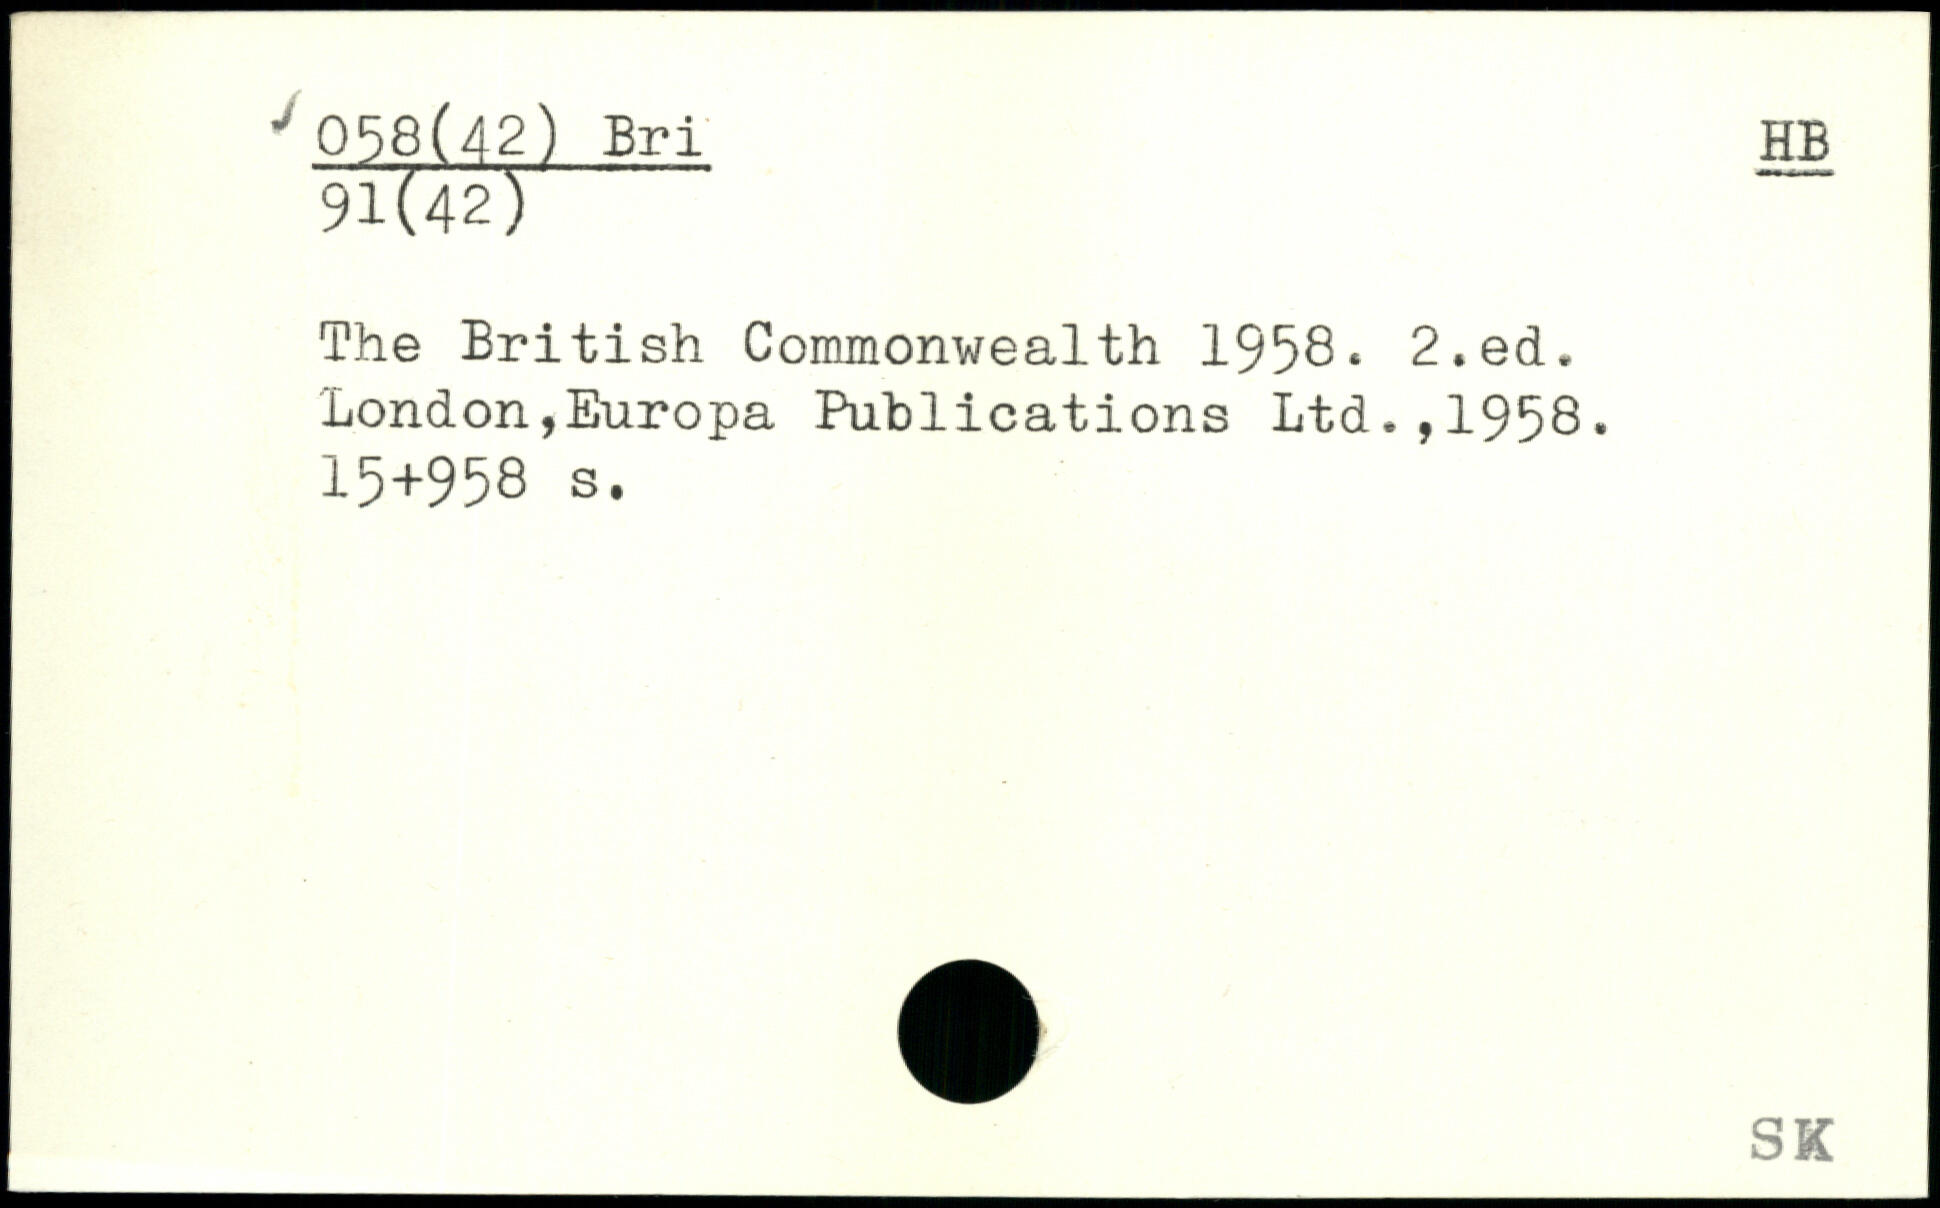 058(42) Bri HB
91(42)
The British Commonwealth 1958. 2.ed.
London,Europa Publications Ltd.,1958.
15+958 s.
SK